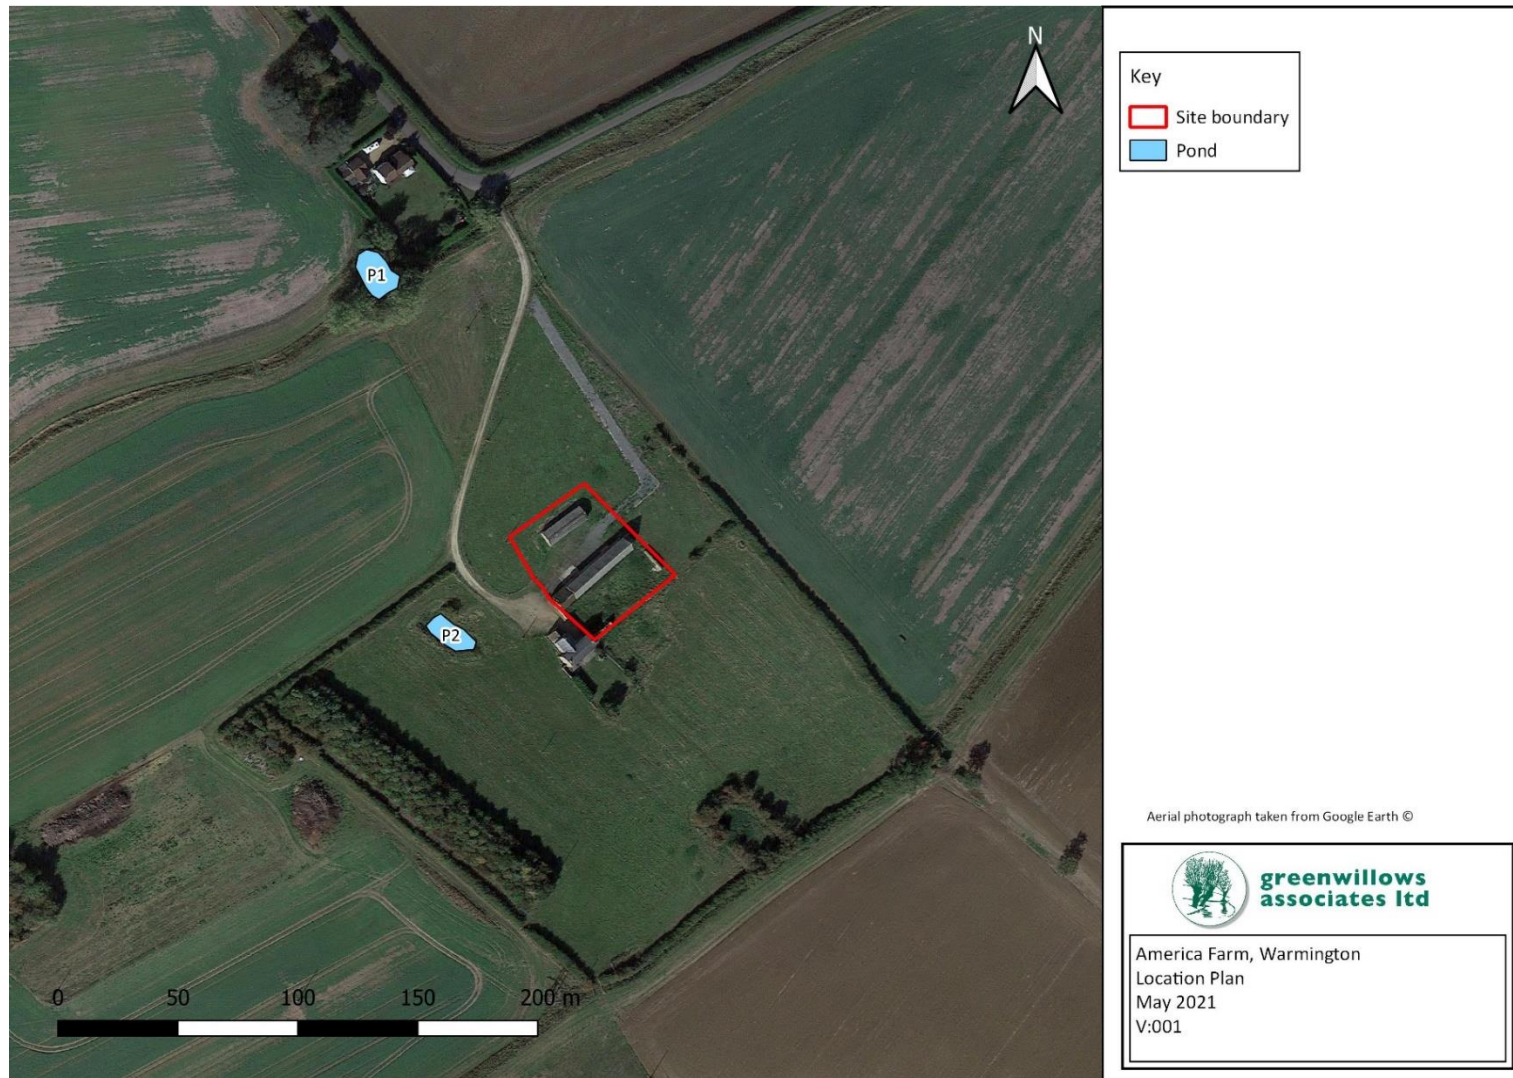 N
Key
Site boundary
Pond
P1
P2
0 50 100 150 200 m
Aerial photograph taken from Google Earth ©
greenwillows
associates ltd
America Farm, Warmington
Location Plan
May 2021
V:001